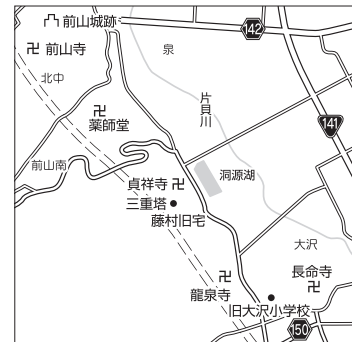 前山城跡
142
前山寺
泉
北中
片貝川
薬師堂
141
前山南
洞源湖
貞祥寺
三重塔
藤村旧宅
大沢
長命寺
龍泉寺
旧大沢小学校
150